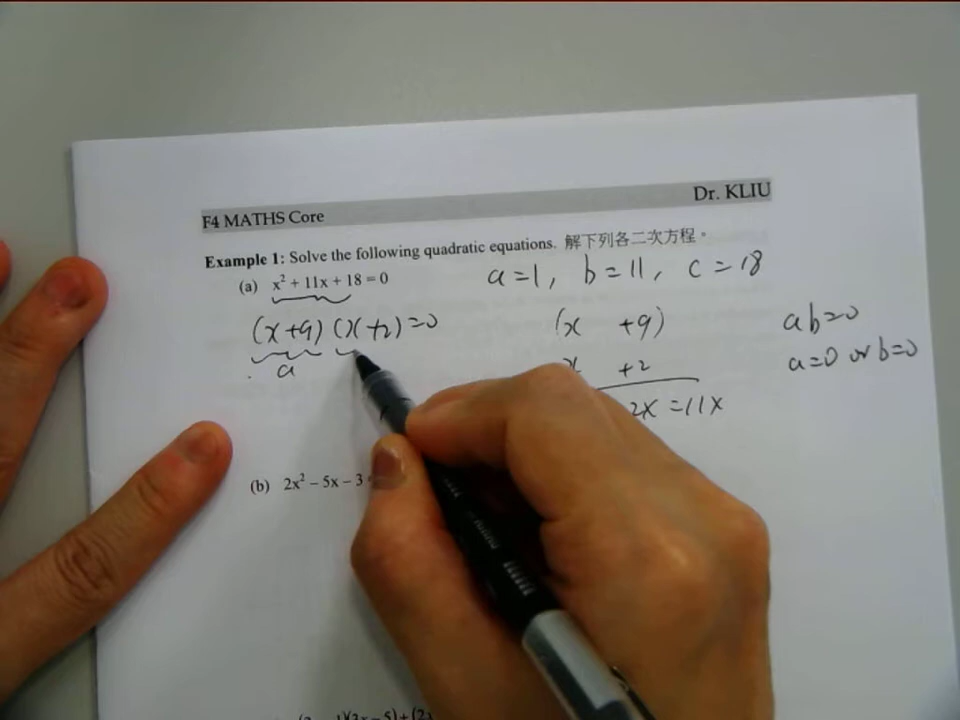 F4 MATHS Core
Dr. KLIU
Example 1: Solve the following quadratic equations. 解下列各二次方程。
(a) x² + 11x + 18 = 0
a=1, b=11, c=18
(x+9)(x+2)=0
a
(x +9)
x +2
2x =11x
ab=0
a=0 or b=0
(b) 2x² – 5x – 3